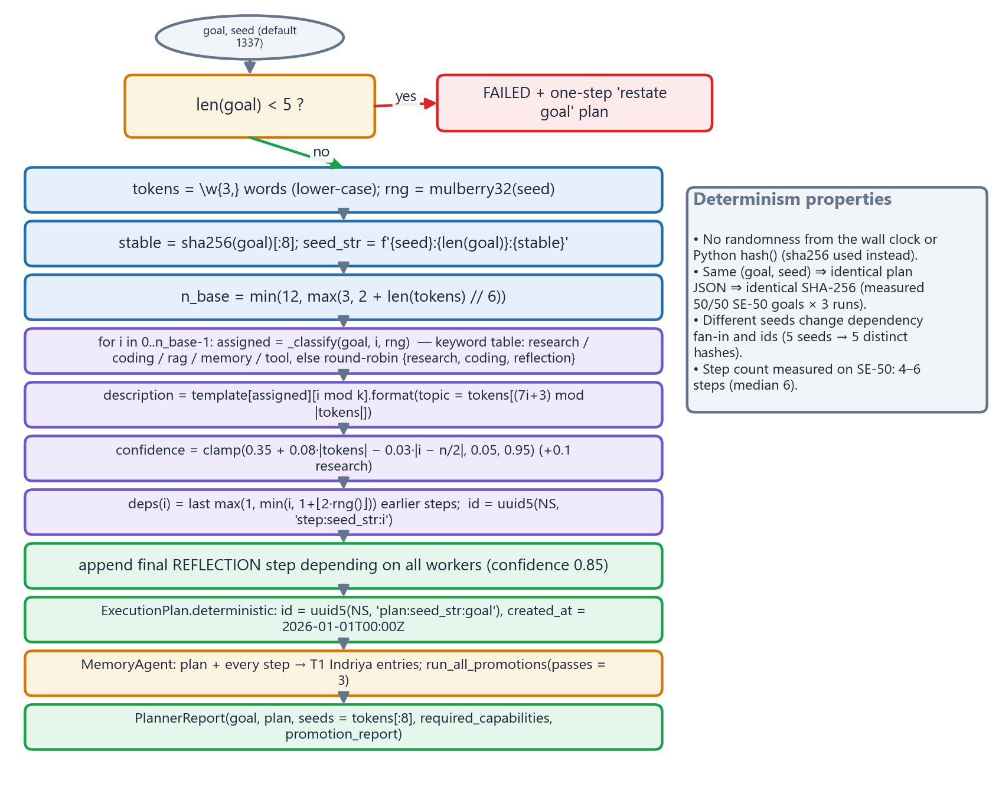 goal, seed (default
1337)
len(goal) < 5 ?
yes
FAILED + one-step 'restate
goal' plan
no
tokens = \w{3,} words (lower-case); rng = mulberry32(seed)
stable = sha256(goal)[:8]; seed_str = f'{seed}:{len(goal)}:{stable}'
n_base = min(12, max(3, 2 + len(tokens) // 6))
for i in 0..n_base-1: assigned = _classify(goal, i, rng)  — keyword table: research /
coding / rag / memory / tool, else round-robin {research, coding, reflection}
description = template[assigned][i mod k].format(topic = tokens[(7i+3) mod
|tokens|])
confidence = clamp(0.35 + 0.08·|tokens| − 0.03·|i − n/2|, 0.05, 0.95) (+0.1
research)
deps(i) = last max(1, min(i, 1+⌊2·rng()⌋)) earlier steps;  id = uuid5(NS,
'step:seed_str:i')
append final REFLECTION step depending on all workers (confidence 0.85)
ExecutionPlan.deterministic: id = uuid5(NS, 'plan:seed_str:goal'), created_at =
2026-01-01T00:00Z
MemoryAgent: plan + every step → T1 Indriya entries; run_all_promotions(passes =
3)
PlannerReport(goal, plan, seeds = tokens[:8], required_capabilities,
promotion_report)
Determinism properties
• No randomness from the wall clock or
Python hash() (sha256 used instead).
• Same (goal, seed) ⇒ identical plan
JSON ⇒ identical SHA-256 (measured
50/50 SE-50 goals × 3 runs).
• Different seeds change dependency
fan-in and ids (5 seeds → 5 distinct
hashes).
• Step count measured on SE-50: 4–6
steps (median 6).